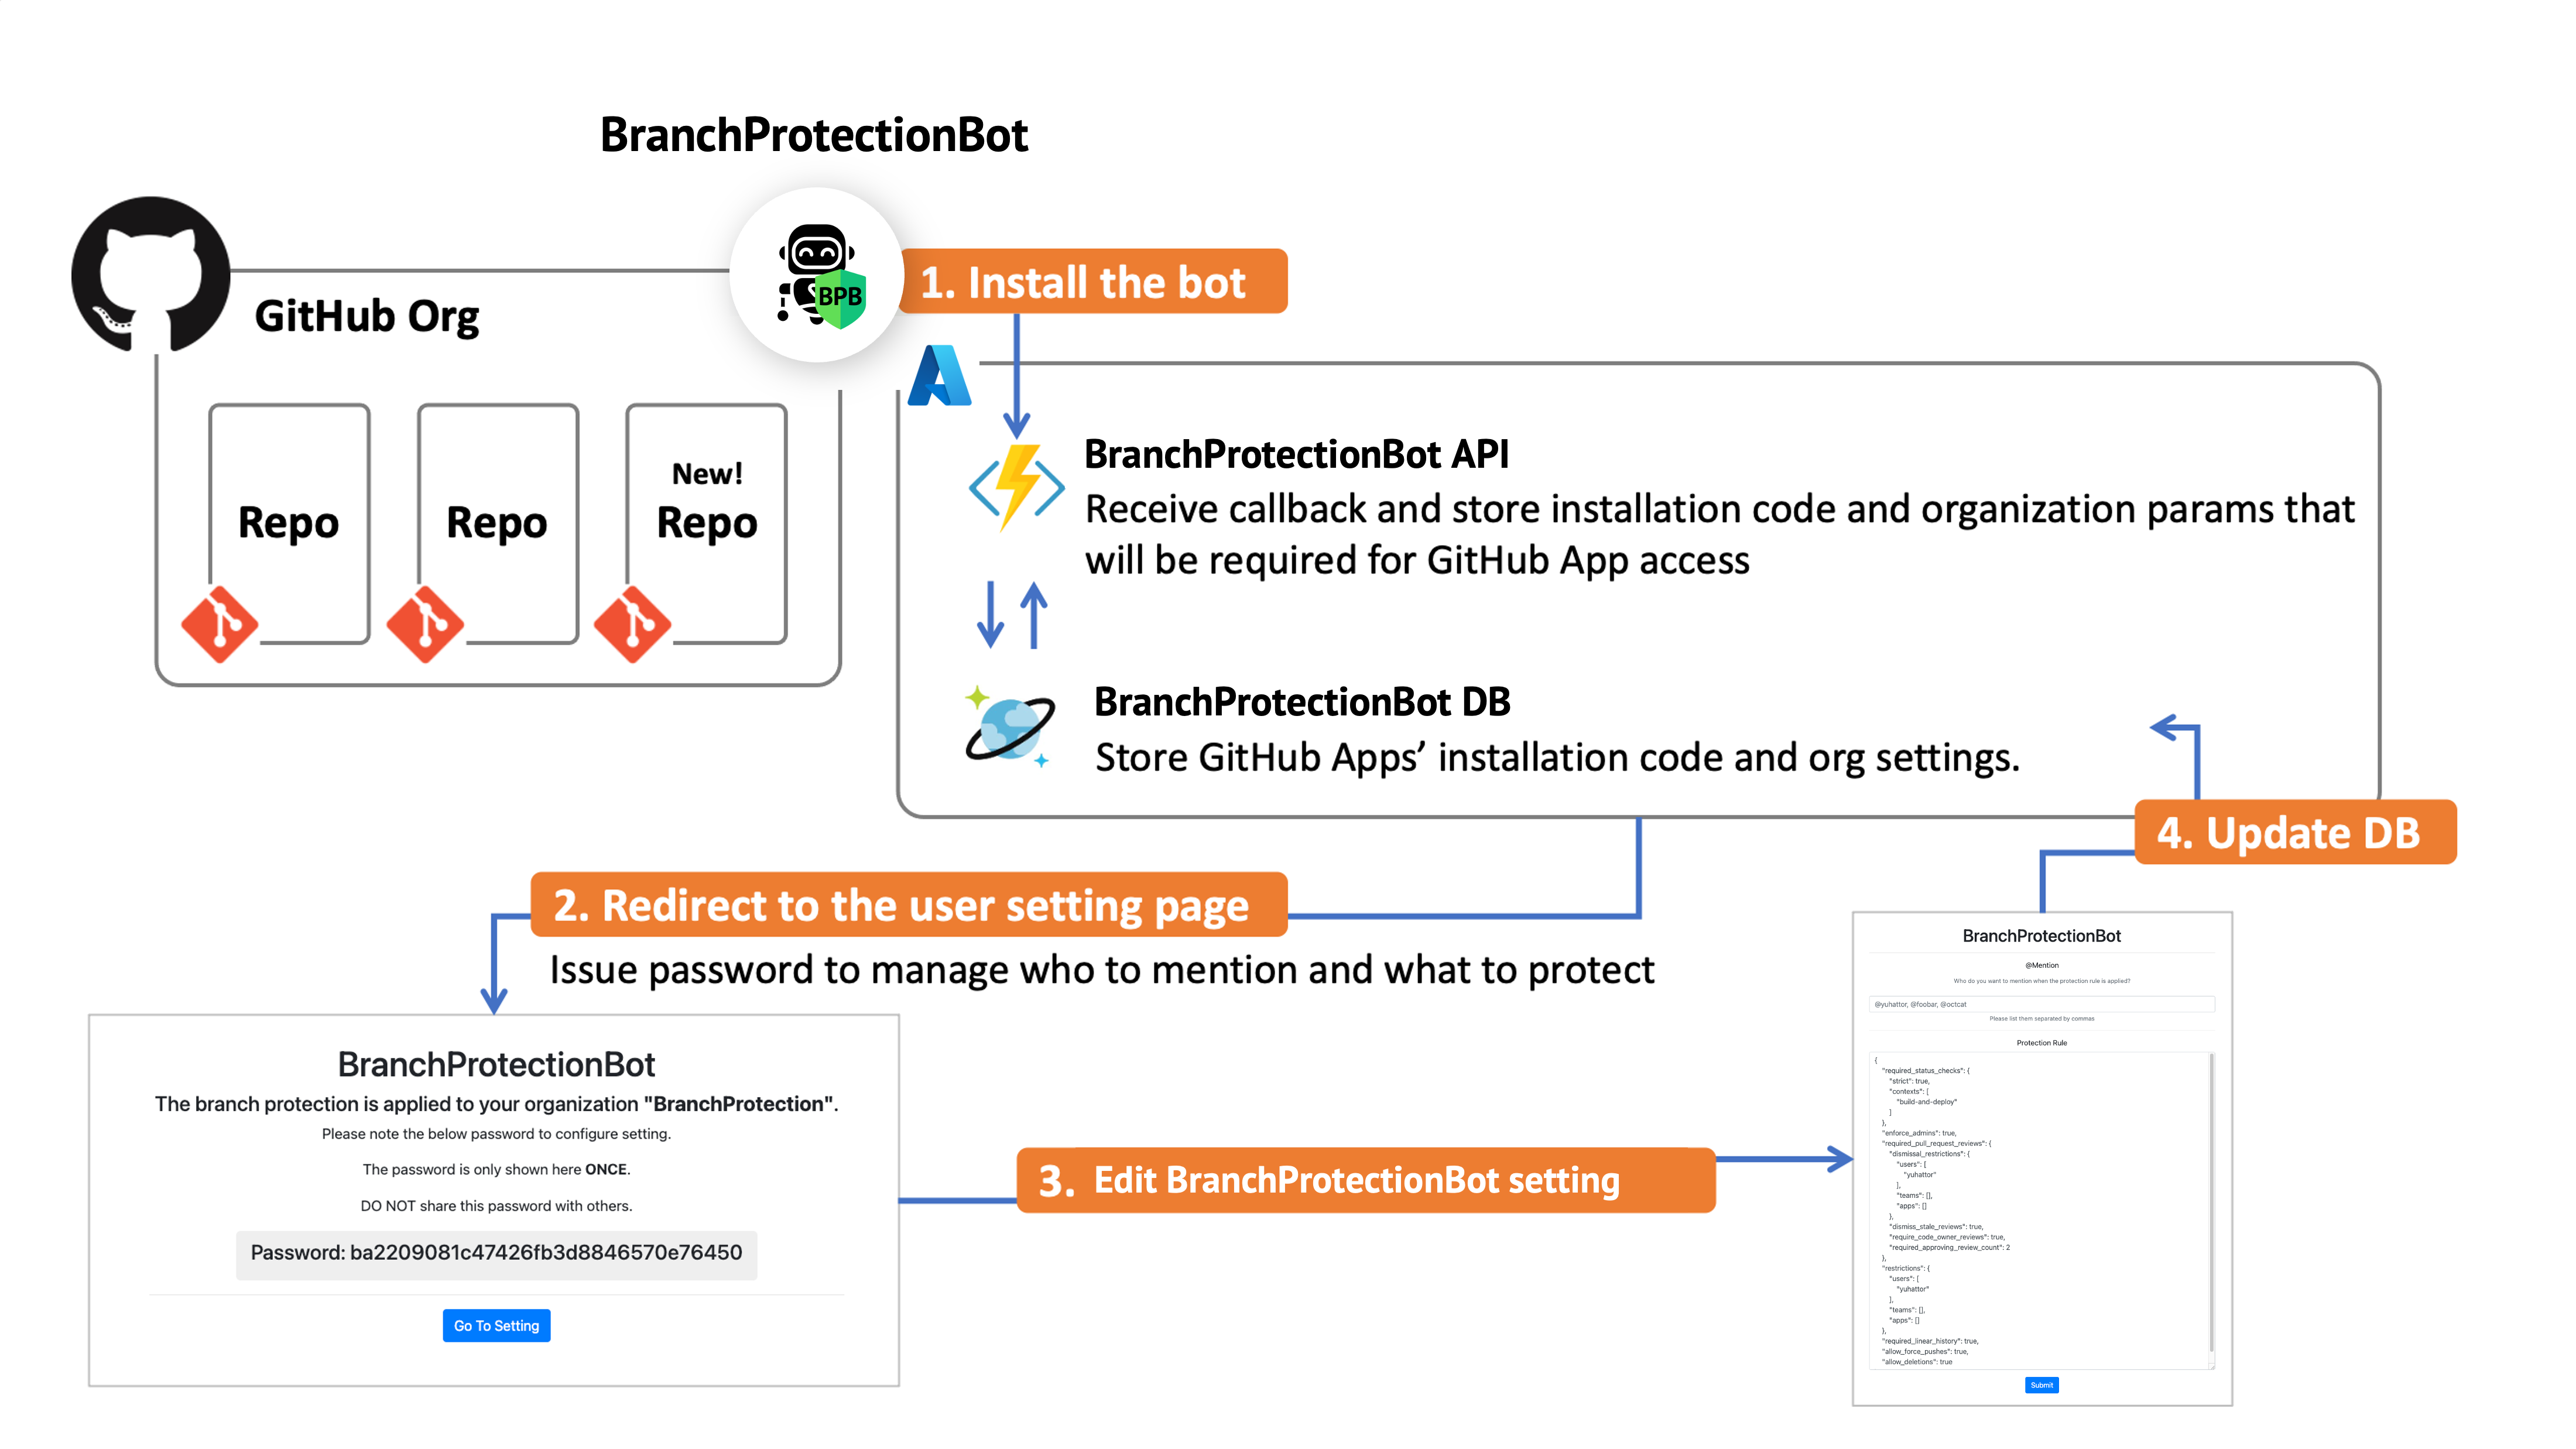 BranchProtectionBot
BPB
1. Install the bot
GitHub Org
Repo
Repo
New!
Repo
BranchProtectionBot API
Receive callback and store installation code and organization params that
will be required for GitHub App access
BranchProtectionBot DB
Store GitHub Apps’ installation code and org settings.
4. Update DB
2. Redirect to the user setting page
Issue password to manage who to mention and what to protect
BranchProtectionBot
The branch protection is applied to your organization "BranchProtection".
Please note the below password to configure setting.
The password is only shown here ONCE.
DO NOT share this password with others.
Password: ba2209081c47426fb3d8846570e76450
Go To Setting
3. Edit BranchProtectionBot setting
BranchProtectionBot
@Mention
Who do you want to mention when the protection rule is applied?
@yuhattor, @foobar, @octcat
Please list them separated by commas
Protection Rule
{
"required_status_checks": {
"strict": true,
"contexts": [
"build-and-deploy"
]
},
"enforce_admins": true,
"required_pull_request_reviews": {
"dismissal_restrictions": {
"users": [
"yuhattor"
],
"teams": [],
"apps": []
},
"dismiss_stale_reviews": true,
"require_code_owner_reviews": true,
"required_approving_review_count": 2
},
"restrictions": {
"users": [
"yuhattor"
],
"teams": [],
"apps": []
},
"required_linear_history": true,
"allow_force_pushes": true,
"allow_deletions": true
Submit